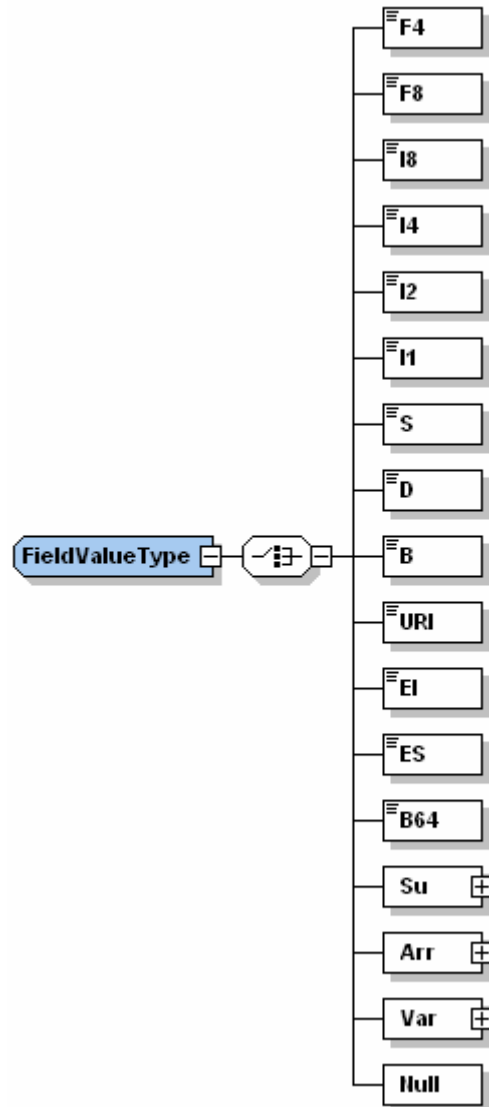 F4
F8
I8
I4
I2
I1
S
D
FieldValueType
B
URI
EI
ES
B64
Su
Arr
Var
Null